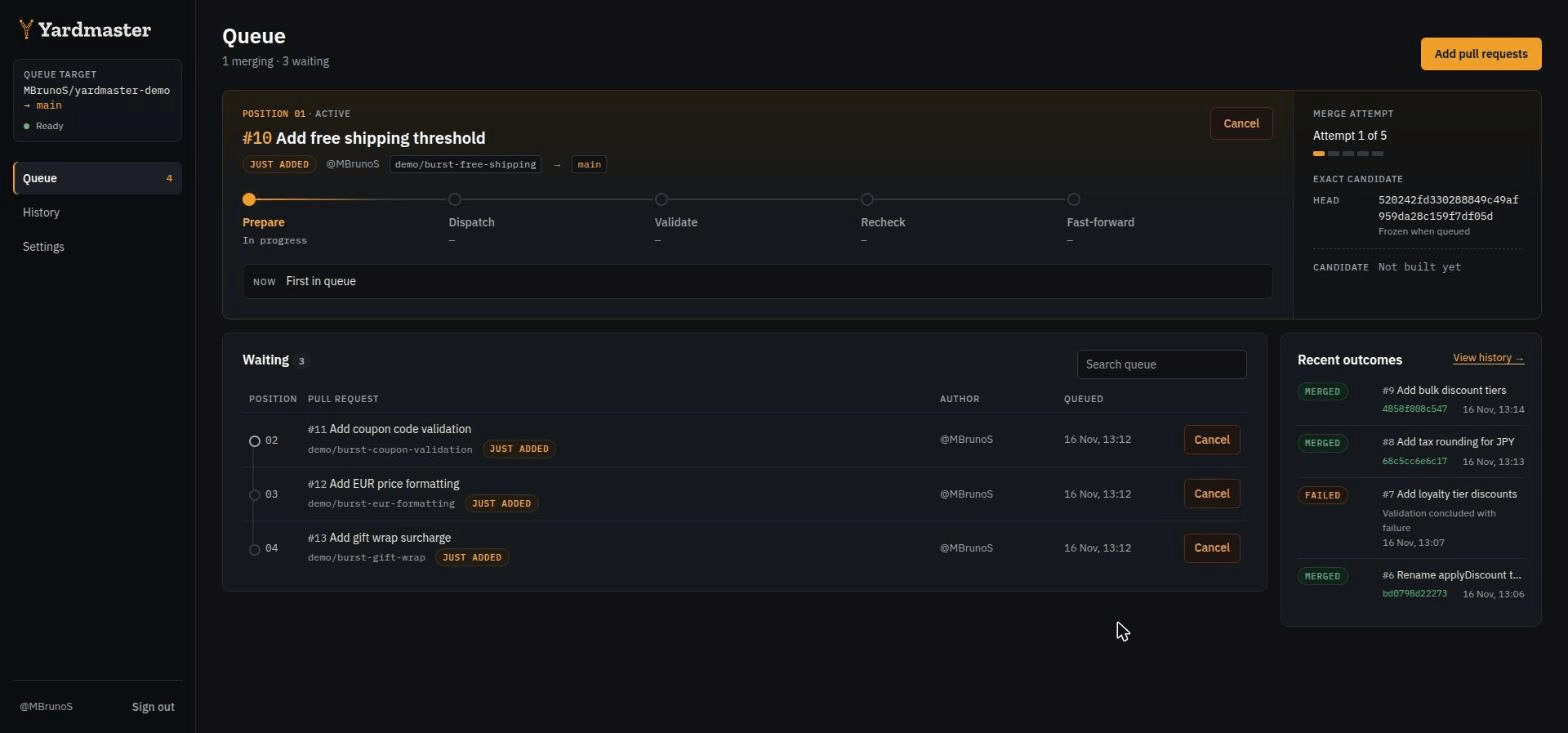 Yardmaster
QUEUE TARGET
MBrunoS/yardmaster-demo
→ main
Ready
Queue 4
History
Settings
@MBrunoS Sign out
Queue
1 merging · 3 waiting
Add pull requests
POSITION 01 · ACTIVE
#10 Add free shipping threshold
Cancel
JUST ADDED @MBrunoS demo/burst-free-shipping → main
Prepare Dispatch Validate Recheck Fast-forward
In progress — — — —
NOW First in queue
MERGE ATTEMPT
Attempt 1 of 5
EXACT CANDIDATE
HEAD 520242fd330288849c49af
959da28c159f7df05d
Frozen when queued
CANDIDATE Not built yet
Waiting 3
Search queue
POSITION PULL REQUEST AUTHOR QUEUED
02 #11 Add coupon code validation @MBrunoS 16 Nov, 13:12 Cancel
demo/burst-coupon-validation JUST ADDED
03 #12 Add EUR price formatting @MBrunoS 16 Nov, 13:12 Cancel
demo/burst-eur-formatting JUST ADDED
04 #13 Add gift wrap surcharge @MBrunoS 16 Nov, 13:12 Cancel
demo/burst-gift-wrap JUST ADDED
Recent outcomes View history →
MERGED #9 Add bulk discount tiers
4858f808c547 16 Nov, 13:14
MERGED #8 Add tax rounding for JPY
68c5cc6e6c17 16 Nov, 13:13
FAILED #7 Add loyalty tier discounts
Validation concluded with
failure
16 Nov, 13:07
MERGED #6 Rename applyDiscount t...
bd0798d22273 16 Nov, 13:06